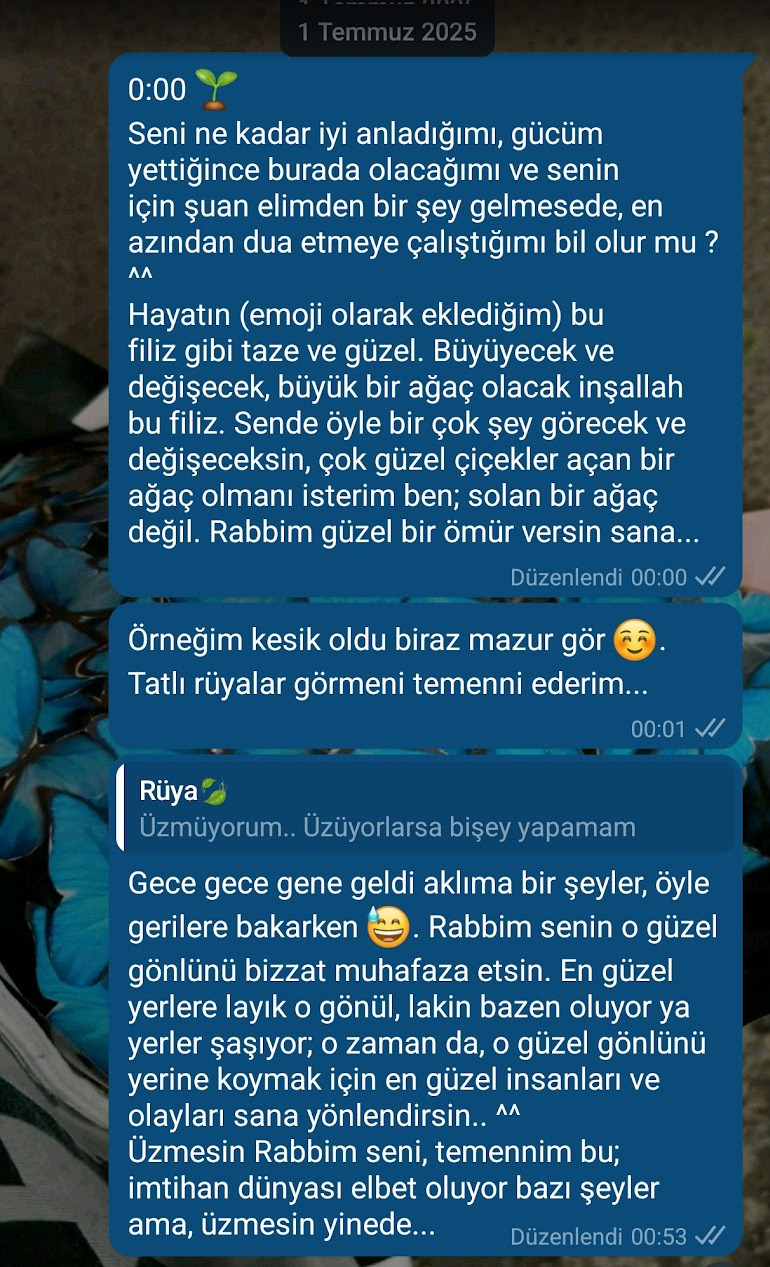 1 Temmuz 2025
0:00 🌱
Seni ne kadar iyi anladığımı, gücüm
yettiğince burada olacağımı ve senin
için şuan elimden bir şey gelmesede, en
azından dua etmeye çalıştığımı bil olur mu ?
^^
Hayatın (emoji olarak eklediğim) bu
filiz gibi taze ve güzel. Büyüyecek ve
değişecek, büyük bir ağaç olacak inşallah
bu filiz. Sende öyle bir çok şey görecek ve
değişeceksin, çok güzel çiçekler açan bir
ağaç olmanı isterim ben; solan bir ağaç
değil. Rabbim güzel bir ömür versin sana...
Düzenlendi 00:00
Örneğim kesik oldu biraz mazur gör ☺️.
Tatlı rüyalar görmeni temenni ederim...
00:01
Rüya🍃
Üzmüyorum.. Üzüyorlarsa bişey yapamam
Gece gece gene geldi aklıma bir şeyler, öyle
gerilere bakarken 😅. Rabbim senin o güzel
gönlünü bizzat muhafaza etsin. En güzel
yerlere layık o gönül, lakin bazen oluyor ya
yerler şaşıyor; o zaman da, o güzel gönlünü
yerine koymak için en güzel insanları ve
olayları sana yönlendirsin.. ^^
Üzmesin Rabbim seni, temennim bu;
imtihan dünyası elbet oluyor bazı şeyler
ama, üzmesin yinede...
Düzenlendi 00:53